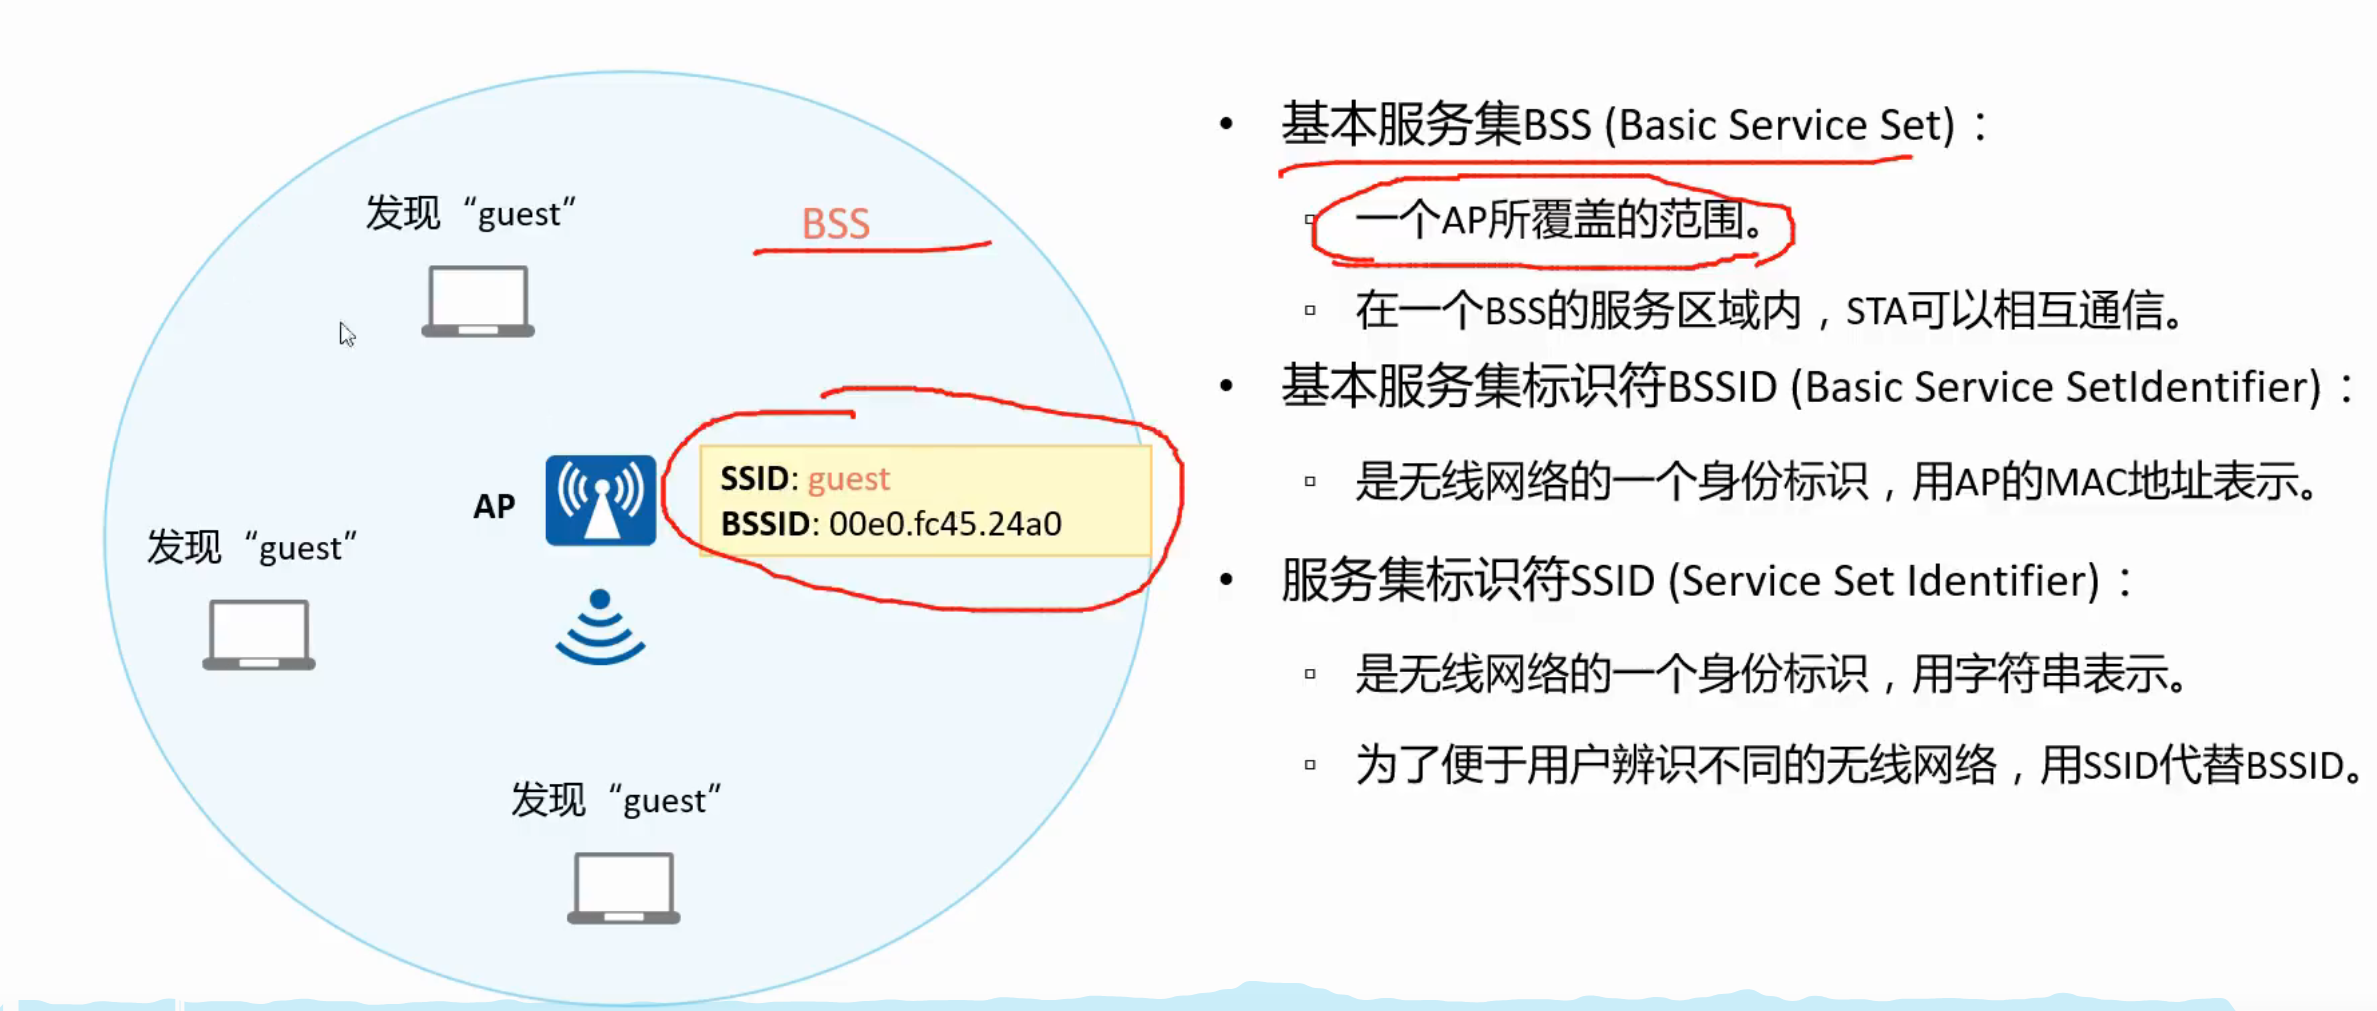 发现 “guest”
BSS
AP
SSID: guest
BSSID: 00e0.fc45.24a0
发现 “guest”
发现 “guest”
• 基本服务集BSS (Basic Service Set)：
▫ 一个AP所覆盖的范围。
▫ 在一个BSS的服务区域内，STA可以相互通信。
• 基本服务集标识符BSSID (Basic Service SetIdentifier)：
▫ 是无线网络的一个身份标识，用AP的MAC地址表示。
• 服务集标识符SSID (Service Set Identifier)：
▫ 是无线网络的一个身份标识，用字符串表示。
▫ 为了便于用户辨识不同的无线网络，用SSID代替BSSID。